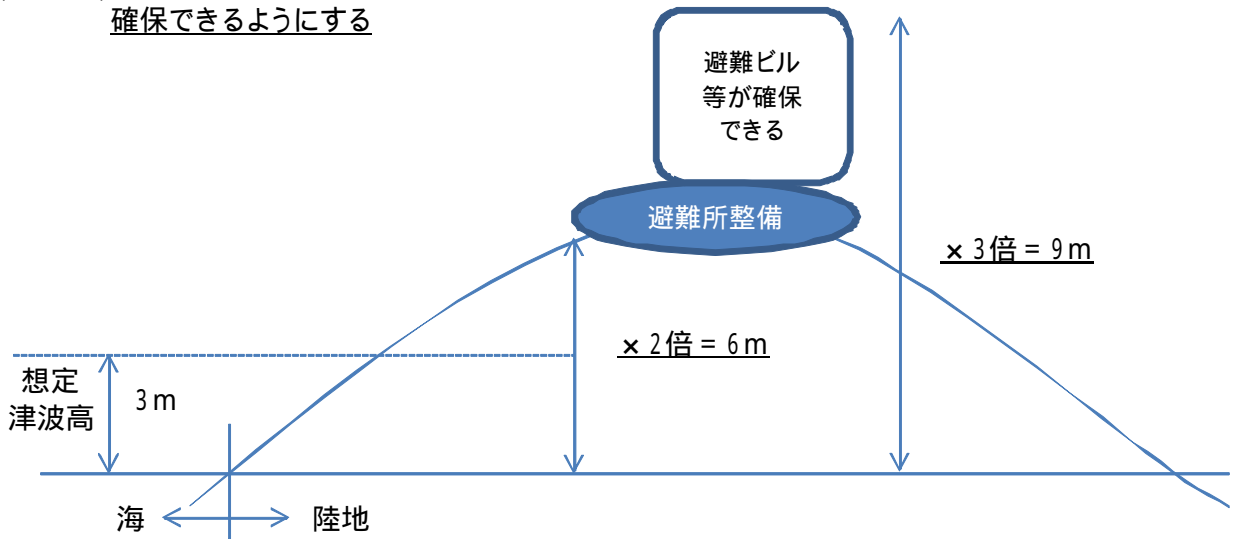 確保できるようにする
避難ビル
等が確保
できる
避難所整備
×3倍=9m
×2倍=6m
想定
津波高
3m
海
陸地